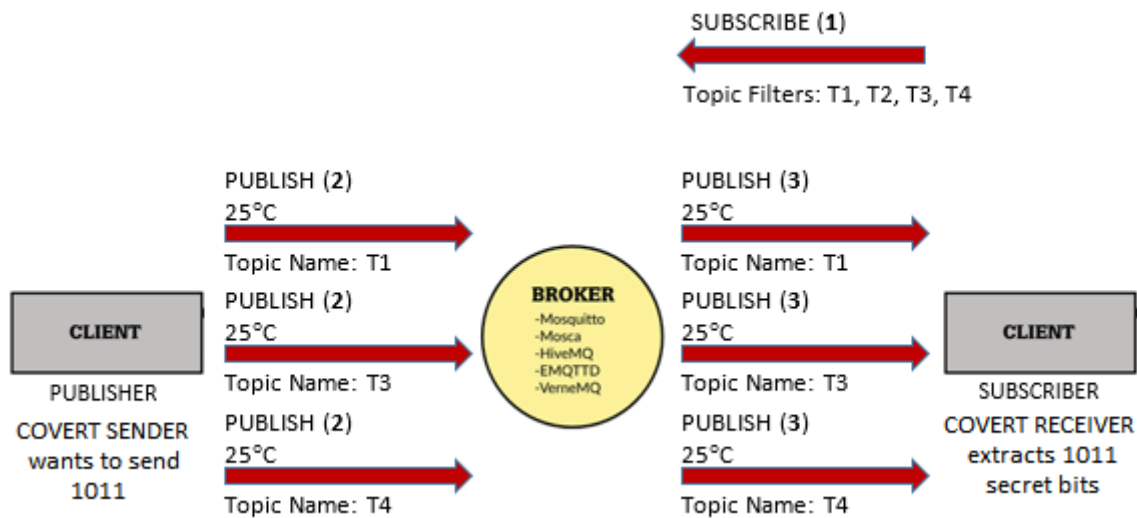 SUBSCRIBE (1)
Topic Filters: T1, T2, T3, T4
PUBLISH (2)
25°C
Topic Name: T1
PUBLISH (3)
25°C
Topic Name: T1
PUBLISH (2)
25°C
Topic Name: T3
PUBLISH (3)
25°C
Topic Name: T3
PUBLISH (2)
25°C
Topic Name: T4
PUBLISH (3)
25°C
Topic Name: T4
BROKER
-Mosquitto
-Mosca
-HiveMQ
-EMQTTD
-VerneMQ
CLIENT
PUBLISHER
COVERT SENDER
wants to send
1011
CLIENT
SUBSCRIBER
COVERT RECEIVER
extracts 1011
secret bits